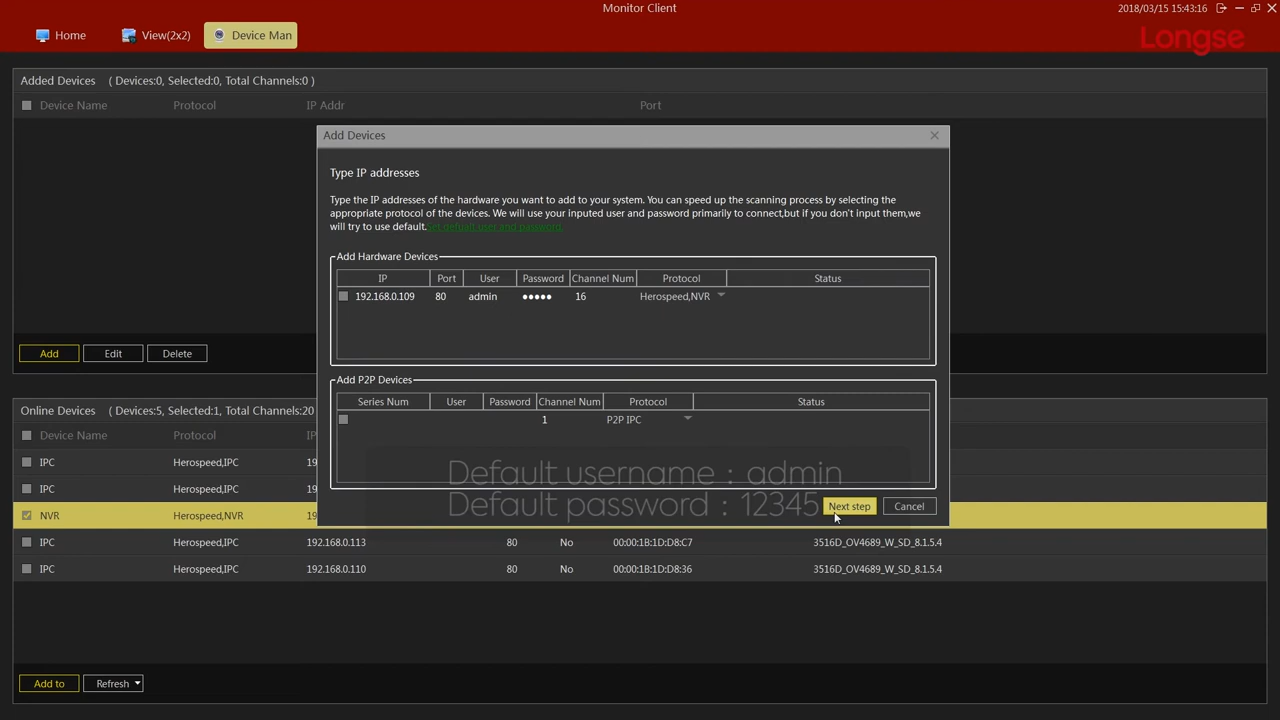 Monitor Client
2018/03/15 15:43:16
Home
View(2x2)
Device Man
Longse
Added Devices ( Devices:0, Selected:0, Total Channels:0 )
Device Name Protocol IP Addr Port
Add Devices
Type IP addresses
Type the IP addresses of the hardware you want to add to your system. You can speed up the scanning process by selecting the
appropriate protocol of the devices. We will use your inputed user and password primarily to connect,but if you don't input them,we
will try to use default.Set defualt user and password.
Add Hardware Devices
IP Port User Password Channel Num Protocol Status
192.168.0.109 80 admin ●●●●● 16 Herospeed,NVR
Add Edit Delete
Add P2P Devices
Series Num User Password Channel Num Protocol Status
1 P2P IPC
Online Devices ( Devices:5, Selected:1, Total Channels:20
Device Name Protocol IP
IPC Herospeed,IPC 19
IPC Herospeed,IPC 19
NVR Herospeed,NVR 19
Default username : admin
Default password : 12345
Next step Cancel
IPC Herospeed,IPC 192.168.0.113 80 No 00:00:1B:1D:D8:C7 3516D_OV4689_W_SD_8.1.5.4
IPC Herospeed,IPC 192.168.0.110 80 No 00:00:1B:1D:D8:36 3516D_OV4689_W_SD_8.1.5.4
Add to Refresh